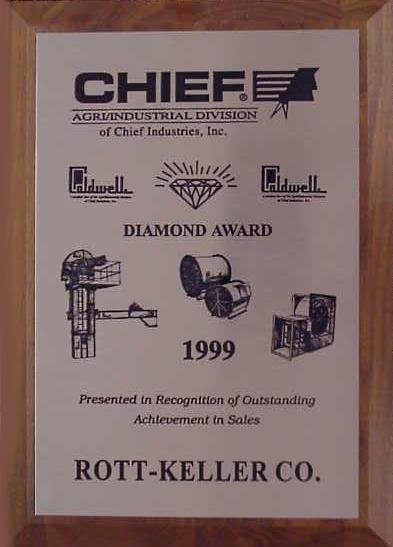 CHIEF®
AGRI/INDUSTRIAL DIVISION
of Chief Industries, Inc.
Caldwell
Caldwell
DIAMOND AWARD
1999
Presented in Recognition of Outstanding
Achievement in Sales
ROTT-KELLER CO.